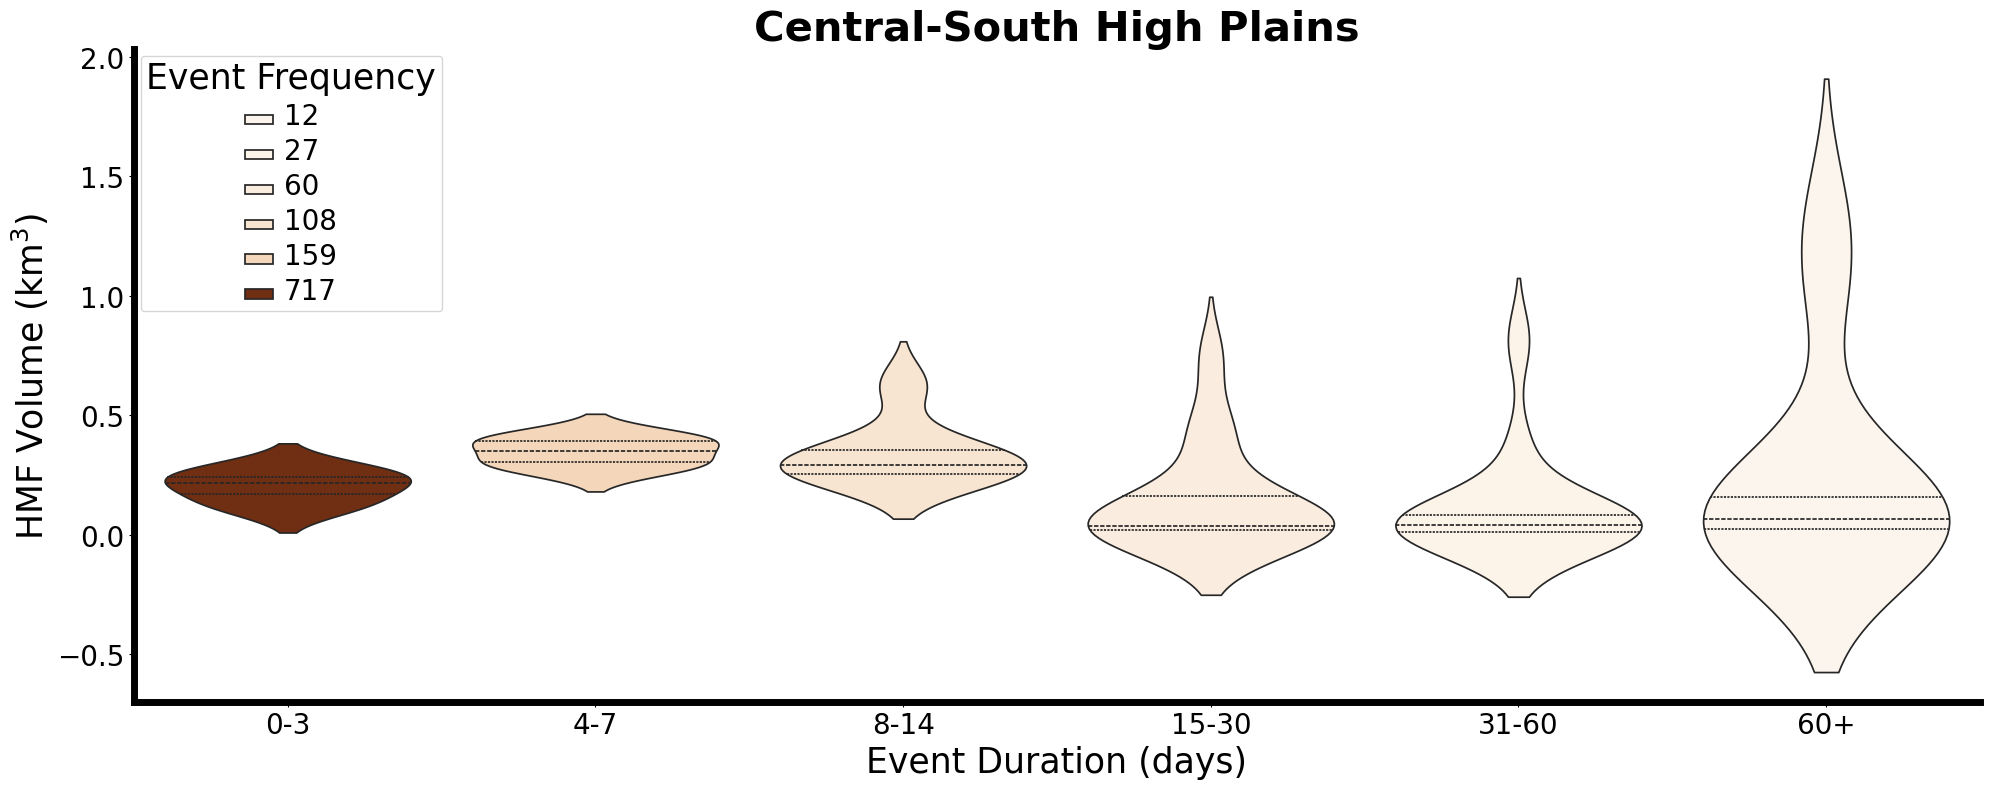 Central-South High Plains
Event Frequency
12
27
60
108
159
717
HMF Volume (km³)
2.0
1.5
1.0
0.5
0.0
−0.5
0-3 4-7 8-14 15-30 31-60 60+
Event Duration (days)